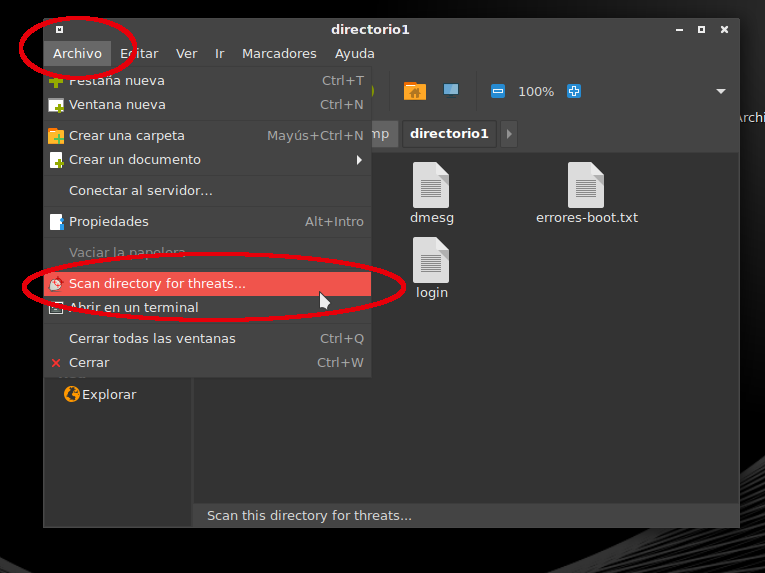 directorio1
Archivo Editar Ver Ir Marcadores Ayuda
Pestaña nueva Ctrl+T
Ventana nueva Ctrl+N
100%
Crear una carpeta Mayús+Ctrl+N
mp directorio1
Crear un documento
Conectar al servidor...
Propiedades Alt+Intro
dmesg errores-boot.txt
Vaciar la papelera
Scan directory for threats...
login
Abrir en un terminal
Cerrar todas las ventanas Ctrl+Q
Cerrar Ctrl+W
Explorar
Scan this directory for threats...